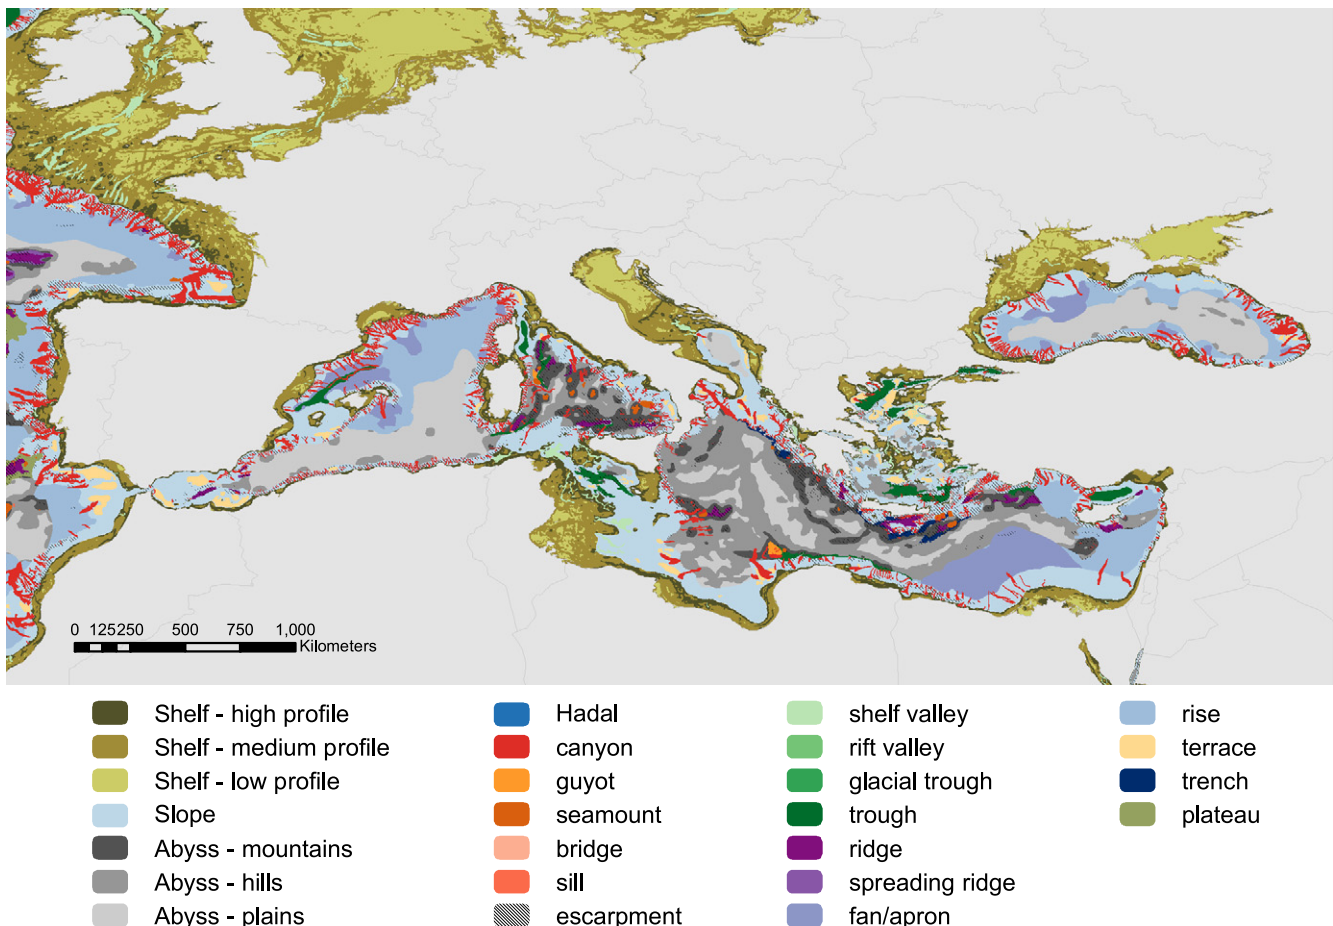 0 125250 500 750 1,000
Kilometers
Shelf - high profile
Shelf - medium profile
Shelf - low profile
Slope
Abyss - mountains
Abyss - hills
Abyss - plains
Hadal
canyon
guyot
seamount
bridge
sill
escarpment
shelf valley
rift valley
glacial trough
trough
ridge
spreading ridge
fan/apron
rise
terrace
trench
plateau